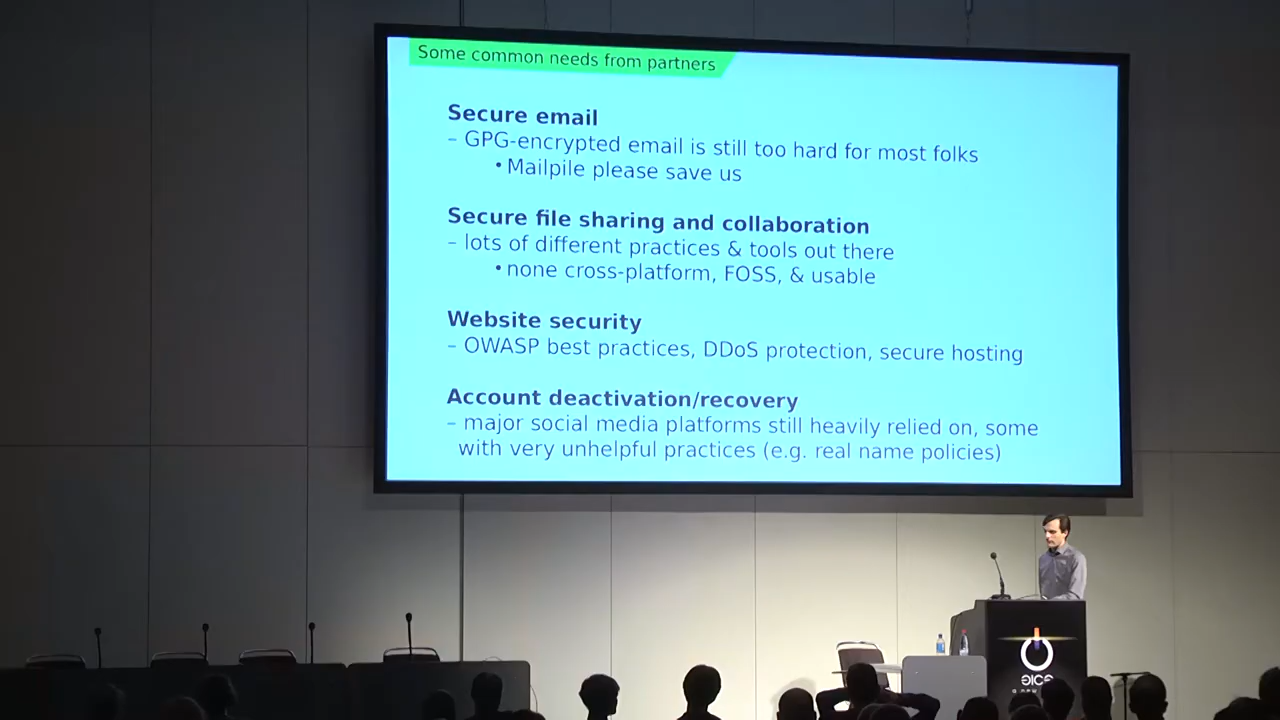 Some common needs from partners
Secure email
– GPG-encrypted email is still too hard for most folks
• Mailpile please save us
Secure file sharing and collaboration
– lots of different practices & tools out there
• none cross-platform, FOSS, & usable
Website security
– OWASP best practices, DDoS protection, secure hosting
Account deactivation/recovery
– major social media platforms still heavily relied on, some
with very unhelpful practices (e.g. real name policies)